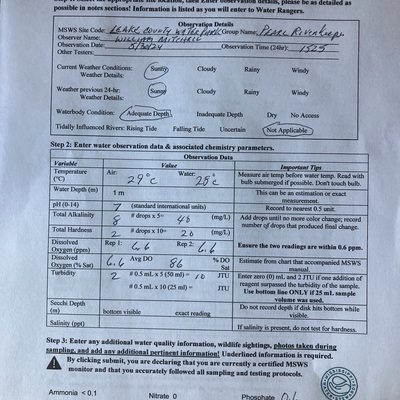 possible in notes section! Information is listed as you will enter to Water Rangers.
Observation Details
MSWS Site Code: LEAKE COUNTY WATER PARK Group Name: PEARL Riverkeeper
Observer Name: WILLIAM MITCHELL
Observation Date: 5/30/24 Observation Time (24hr): 1525
Other Testers:
Current Weather Conditions: Sunny Cloudy Rainy Windy
Weather Details:
Weather previous 24-hr: Sunny Cloudy Rainy Windy
Weather Details:
Waterbody Condition: Adequate Depth Inadequate Depth Dry No Access
Tidally Influenced Rivers: Rising Tide Falling Tide Uncertain Not Applicable
Step 2: Enter water observation data & associated chemistry parameters.
Observation Data
Variable Value Important Tips
Temperature (°C) Air: 29°c Water: 25°c Measure air temp before water temp. Read with bulb submerged if possible. Don't touch bulb.
Water Depth (m) 1 m This can be an estimation or exact measurement.
pH (0-14) 7 (standard international units) Record to nearest 0.5 unit.
Total Alkalinity 8 # drops x 5= 40 (mg/L) Add drops until no more color change; record number of drops that produced final change.
Total Hardness 2 # drops x 10= 20 (mg/L)
Dissolved Oxygen (ppm) Rep 1: 6.6 Rep 2: 6.6 Ensure the two readings are within 0.6 ppm.
Dissolved Oxygen (% Sat) 6.6 Avg DO 86 % DO Sat Estimate from chart that accompanied MSWS manual.
Turbidity 2 # 0.5 mL x 5 (50 ml) = 10 JTU Enter zero (0) mL and 2 JTU if one addition of reagent surpassed the turbidity of the sample.
# 0.5 mL x 10 (25 ml) = JTU Use bottom line ONLY if 25 mL sample volume was used.
Secchi Depth (m) bottom visible exact reading Do not record depth if disk hits bottom while visible.
Salinity (ppt) If salinity is present, do not test for hardness.
Step 3: Enter any additional water quality information, wildlife sightings, photos taken during
sampling, and add any additional pertinent information! Underlined information is required.
By clicking submit, you are declaring that you are currently a certified MSWS
monitor and that you accurately followed all sampling and testing protocols.
Ammonia < 0.1 Nitrate 0 Phosphate 0.1